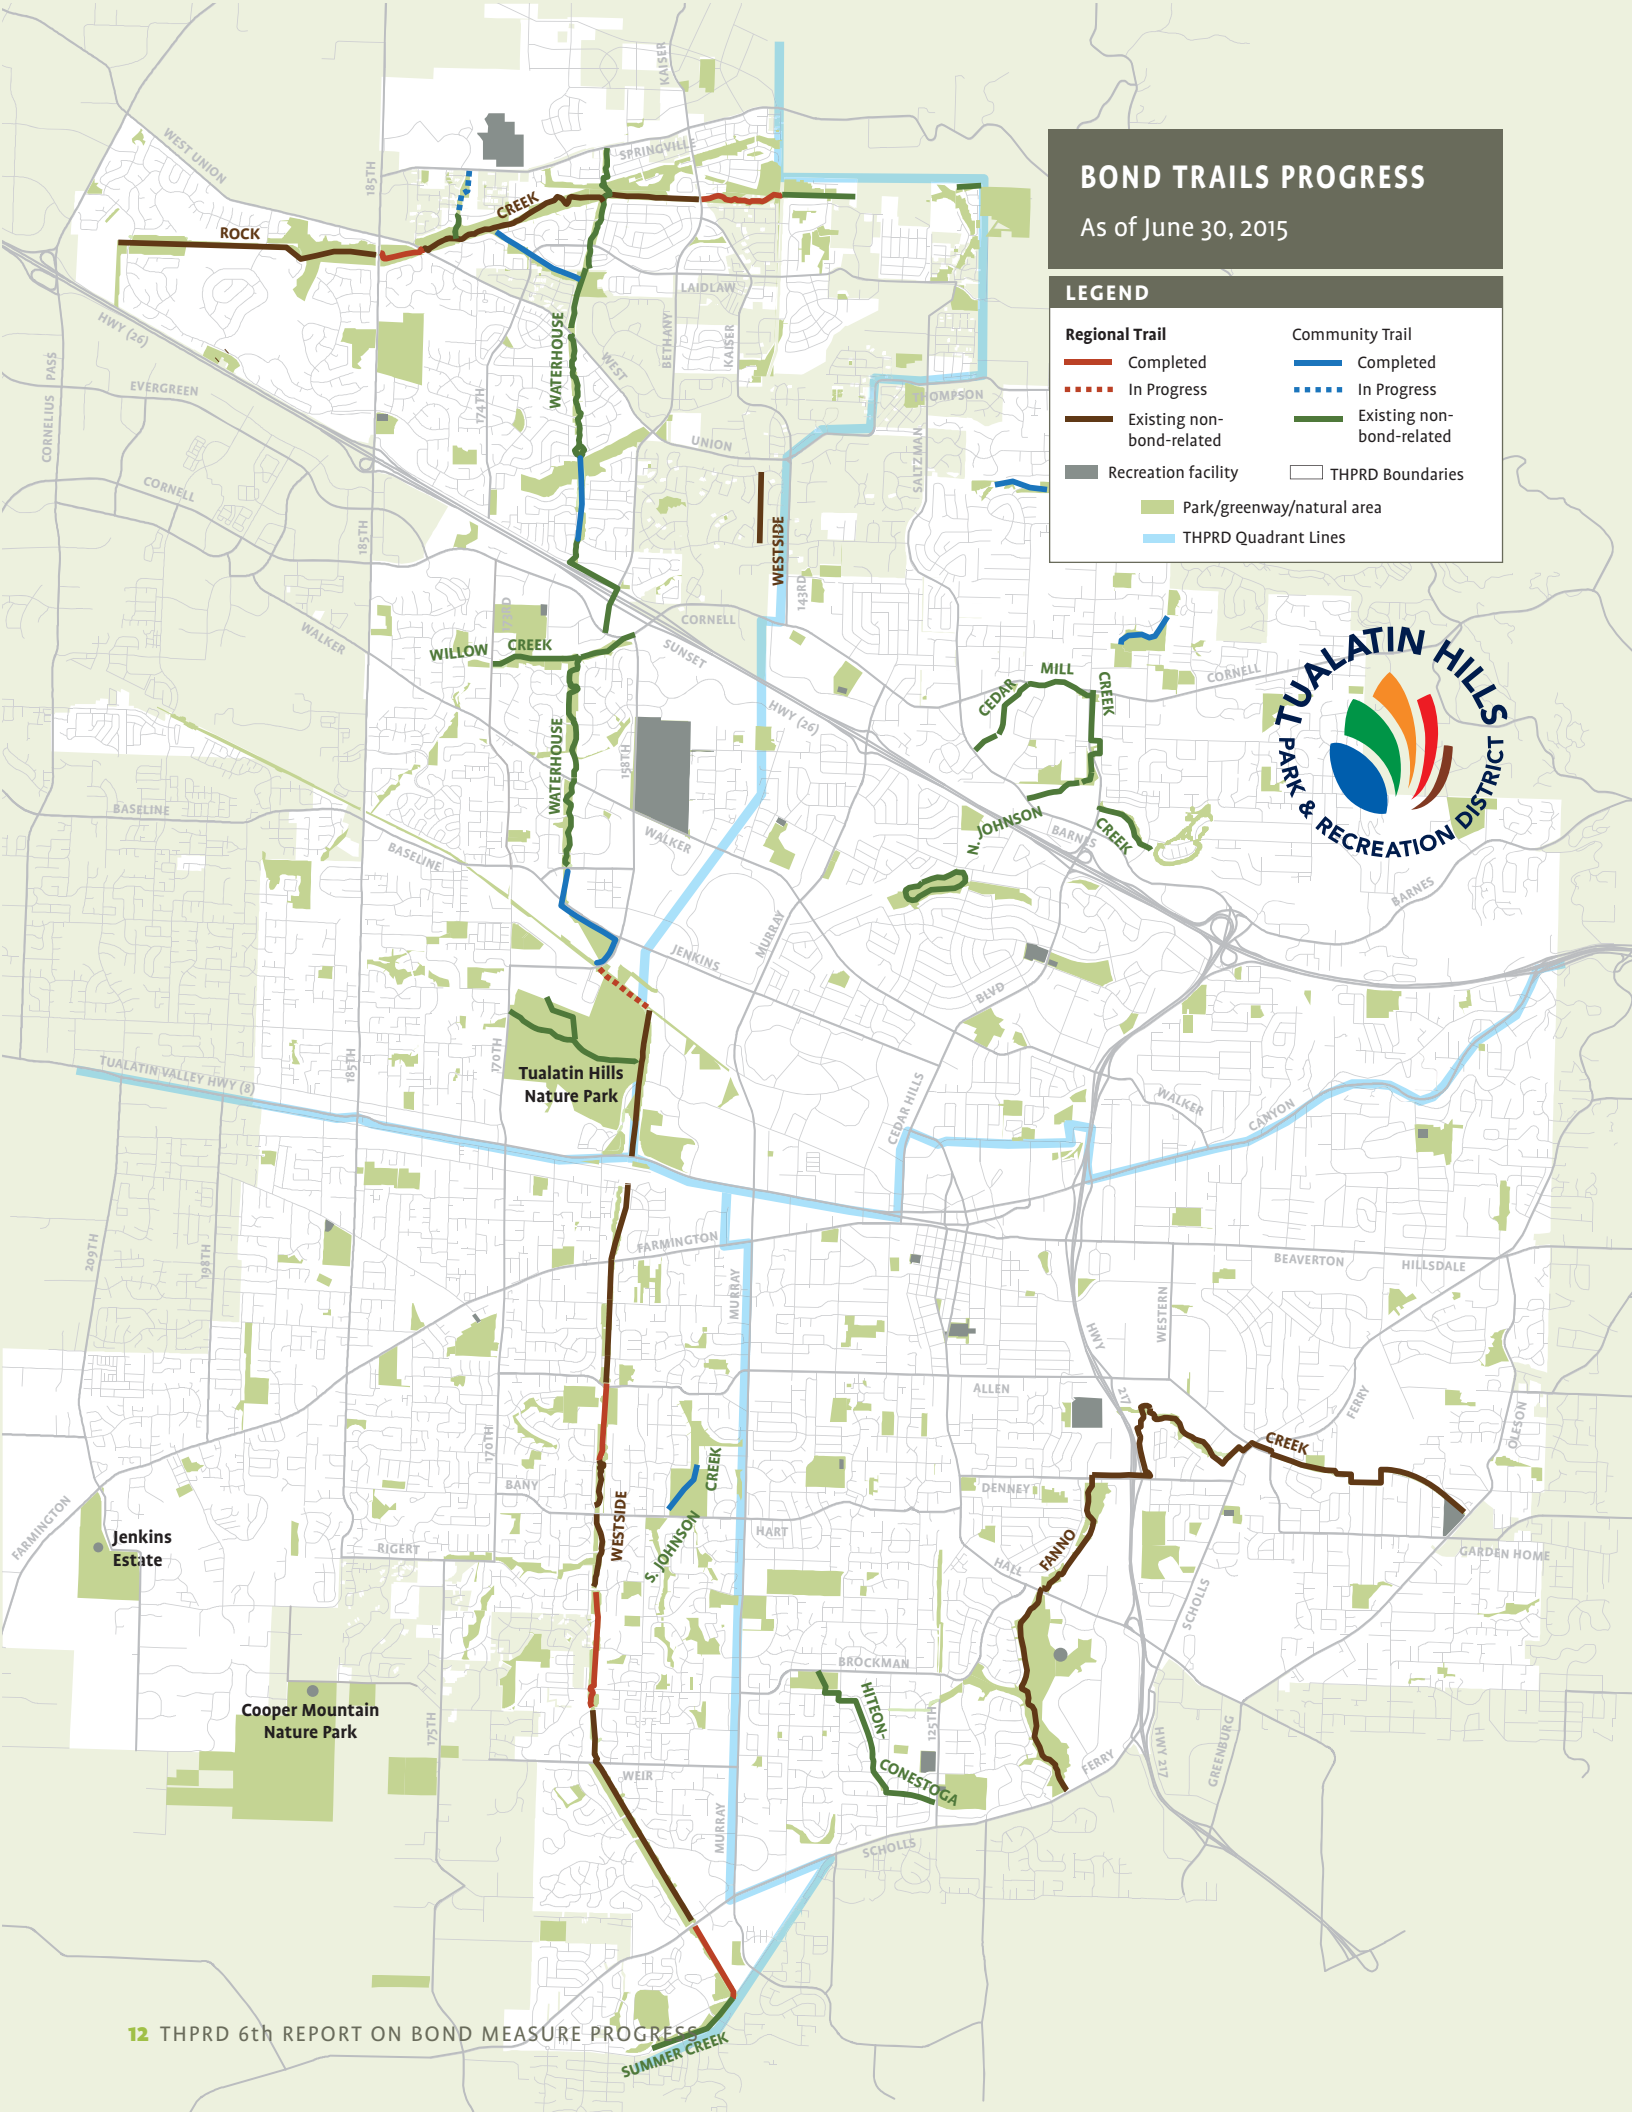 BOND TRAILS PROGRESS
As of June 30, 2015
LEGEND
Regional Trail
Completed
In Progress
Existing non-
bond-related
Community Trail
Completed
In Progress
Existing non-
bond-related
Recreation facility
THPRD Boundaries
Park/greenway/natural area
THPRD Quadrant Lines
TUALATIN HILLS
PARK & RECREATION DISTRICT
KAISER
SPRINGVILLE
WEST UNION
185TH
ROCK
CREEK
LAIDLAW
HWY (26)
WATERHOUSE
BETHANY
KAISER
WEST
CORNELIUS PASS
EVERGREEN
174TH
THOMPSON
UNION
SALTZMAN
CORNELL
185TH
WESTSIDE
143RD
173RD
CORNELL
WALKER
WILLOW
CREEK
SUNSET
MILL
CEDAR
CREEK
CORNELL
HWY (26)
WATERHOUSE
158TH
BASELINE
WALKER
N. JOHNSON
CREEK
BARNES
BASELINE
BARNES
MURRAY
JENKINS
BLVD
170TH
185TH
TUALATIN VALLEY HWY (8)
Tualatin Hills
Nature Park
CEDAR HILLS
WALKER
CANYON
209TH
198TH
FARMINGTON
MURRAY
BEAVERTON
HILLSDALE
WESTERN
HWY
217
ALLEN
FERRY
OLESON
170TH
CREEK
CREEK
BANY
DENNEY
WESTSIDE
HART
FARMINGTON
Jenkins
Estate
RIGERT
S. JOHNSON
FANNO
HALL
GARDEN HOME
SCHOLLS
BROCKMAN
Cooper Mountain
Nature Park
HITEON-
CONESTOGA
175TH
125TH
HWY 217
GREENBURG
FERRY
WEIR
MURRAY
SCHOLLS
12 THPRD 6th REPORT ON BOND MEASURE PROGRESS
SUMMER CREEK